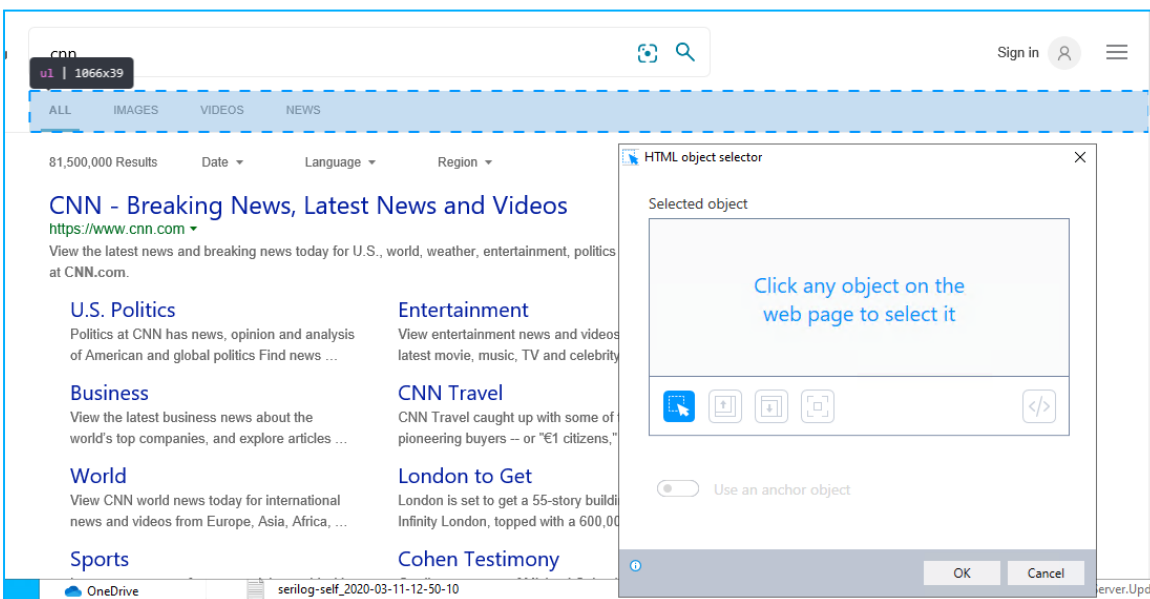 cnn
ul | 1066x39
Sign in
ALL IMAGES VIDEOS NEWS
81,500,000 Results Date Language Region
CNN - Breaking News, Latest News and Videos
https://www.cnn.com
View the latest news and breaking news today for U.S., world, weather, entertainment, politics
at CNN.com.
U.S. Politics
Politics at CNN has news, opinion and analysis
of American and global politics Find news ...
Entertainment
View entertainment news and videos
latest movie, music, TV and celebrity
Business
View the latest business news about the
world's top companies, and explore articles ...
CNN Travel
CNN Travel caught up with some of
pioneering buyers -- or "€1 citizens,"
World
View CNN world news today for international
news and videos from Europe, Asia, Africa, ...
London to Get
London is set to get a 55-story
Infinity London, topped with a
Sports
Cohen Testimony
HTML object selector
Selected object
Click any object on the
web page to select it
</>
Use an anchor object
OK Cancel
OneDrive
serilog-self_2020-03-11-12-50-10